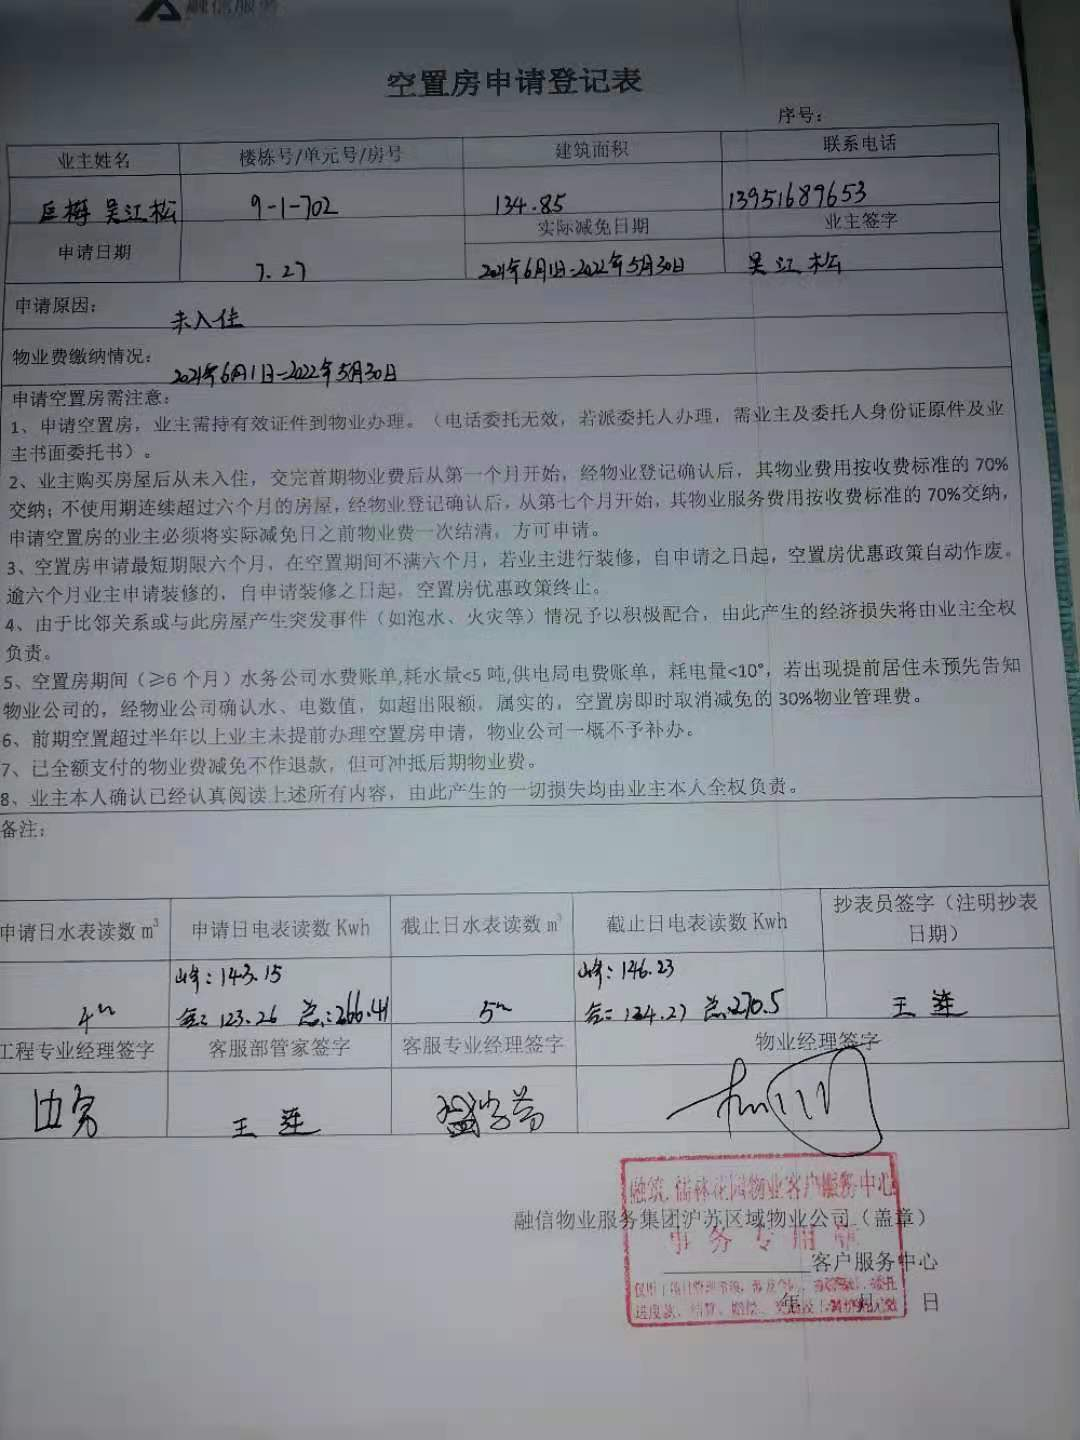 融信服务
空置房申请登记表
序号：
业主姓名 楼栋号/单元号/房号 建筑面积 联系电话
吴江松 9-1-702 134.85 13951689653
申请日期 7.27 实际减免日期 业主签字
2021年6月1日-2022年5月30日 吴江松
申请原因： 未入住
物业费缴纳情况： 2021年6月1日-2022年5月30日
申请空置房需注意：
1、申请空置房，业主需持有效证件到物业办理。（电话委托无效，若派委托人办理，需业主及委托人身份证原件及业
主书面委托书）。
2、业主购买房屋后从未入住，交完首期物业费后从第一个月开始，经物业登记确认后，其物业费用按收费标准的 70%
交纳；不使用期连续超过六个月的房屋，经物业登记确认后，从第七个月开始，其物业服务费用按收费标准的 70%交纳，
申请空置房的业主必须将实际减免日之前物业费一次结清，方可申请。
3、空置房申请最短期限六个月，在空置期间不满六个月，若业主进行装修，自申请之日起，空置房优惠政策自动作废。
逾六个月业主申请装修的，自申请装修之日起，空置房优惠政策终止。
4、由于比邻关系或与此房屋产生突发事件（如泡水、火灾等）情况予以积极配合，由此产生的经济损失将由业主全权
负责。
5、空置房期间（≥6 个月）水务公司水费账单,耗水量<5 吨,供电局电费账单，耗电量<10°，若出现提前居住未预先告知
物业公司的，经物业公司确认水、电数值，如超出限额，属实的，空置房即时取消减免的 30%物业管理费。
6、前期空置超过半年以上业主未提前办理空置房申请，物业公司一概不予补办。
7、已全额支付的物业费减免不作退款，但可冲抵后期物业费。
8、业主本人确认已经认真阅读上述所有内容，由此产生的一切损失均由业主本人全权负责。
备注：
申请日水表读数 m³ 申请日电表读数 Kwh 截止日水表读数 m³ 截止日电表读数 Kwh 抄表员签字（注明抄表
日期）
峰：143.15 峰：146.23
谷：123.26 总：266.41 谷：124.27 总：270.5 王莲
工程专业经理签字 客服部管家签字 客服专业经理签字 物业经理签字
王莲
融筑.儒林花园物业客户服务中心
融信物业服务集团沪苏区域物业公司（盖章）
事务专用章
客户服务中心
年 月 日